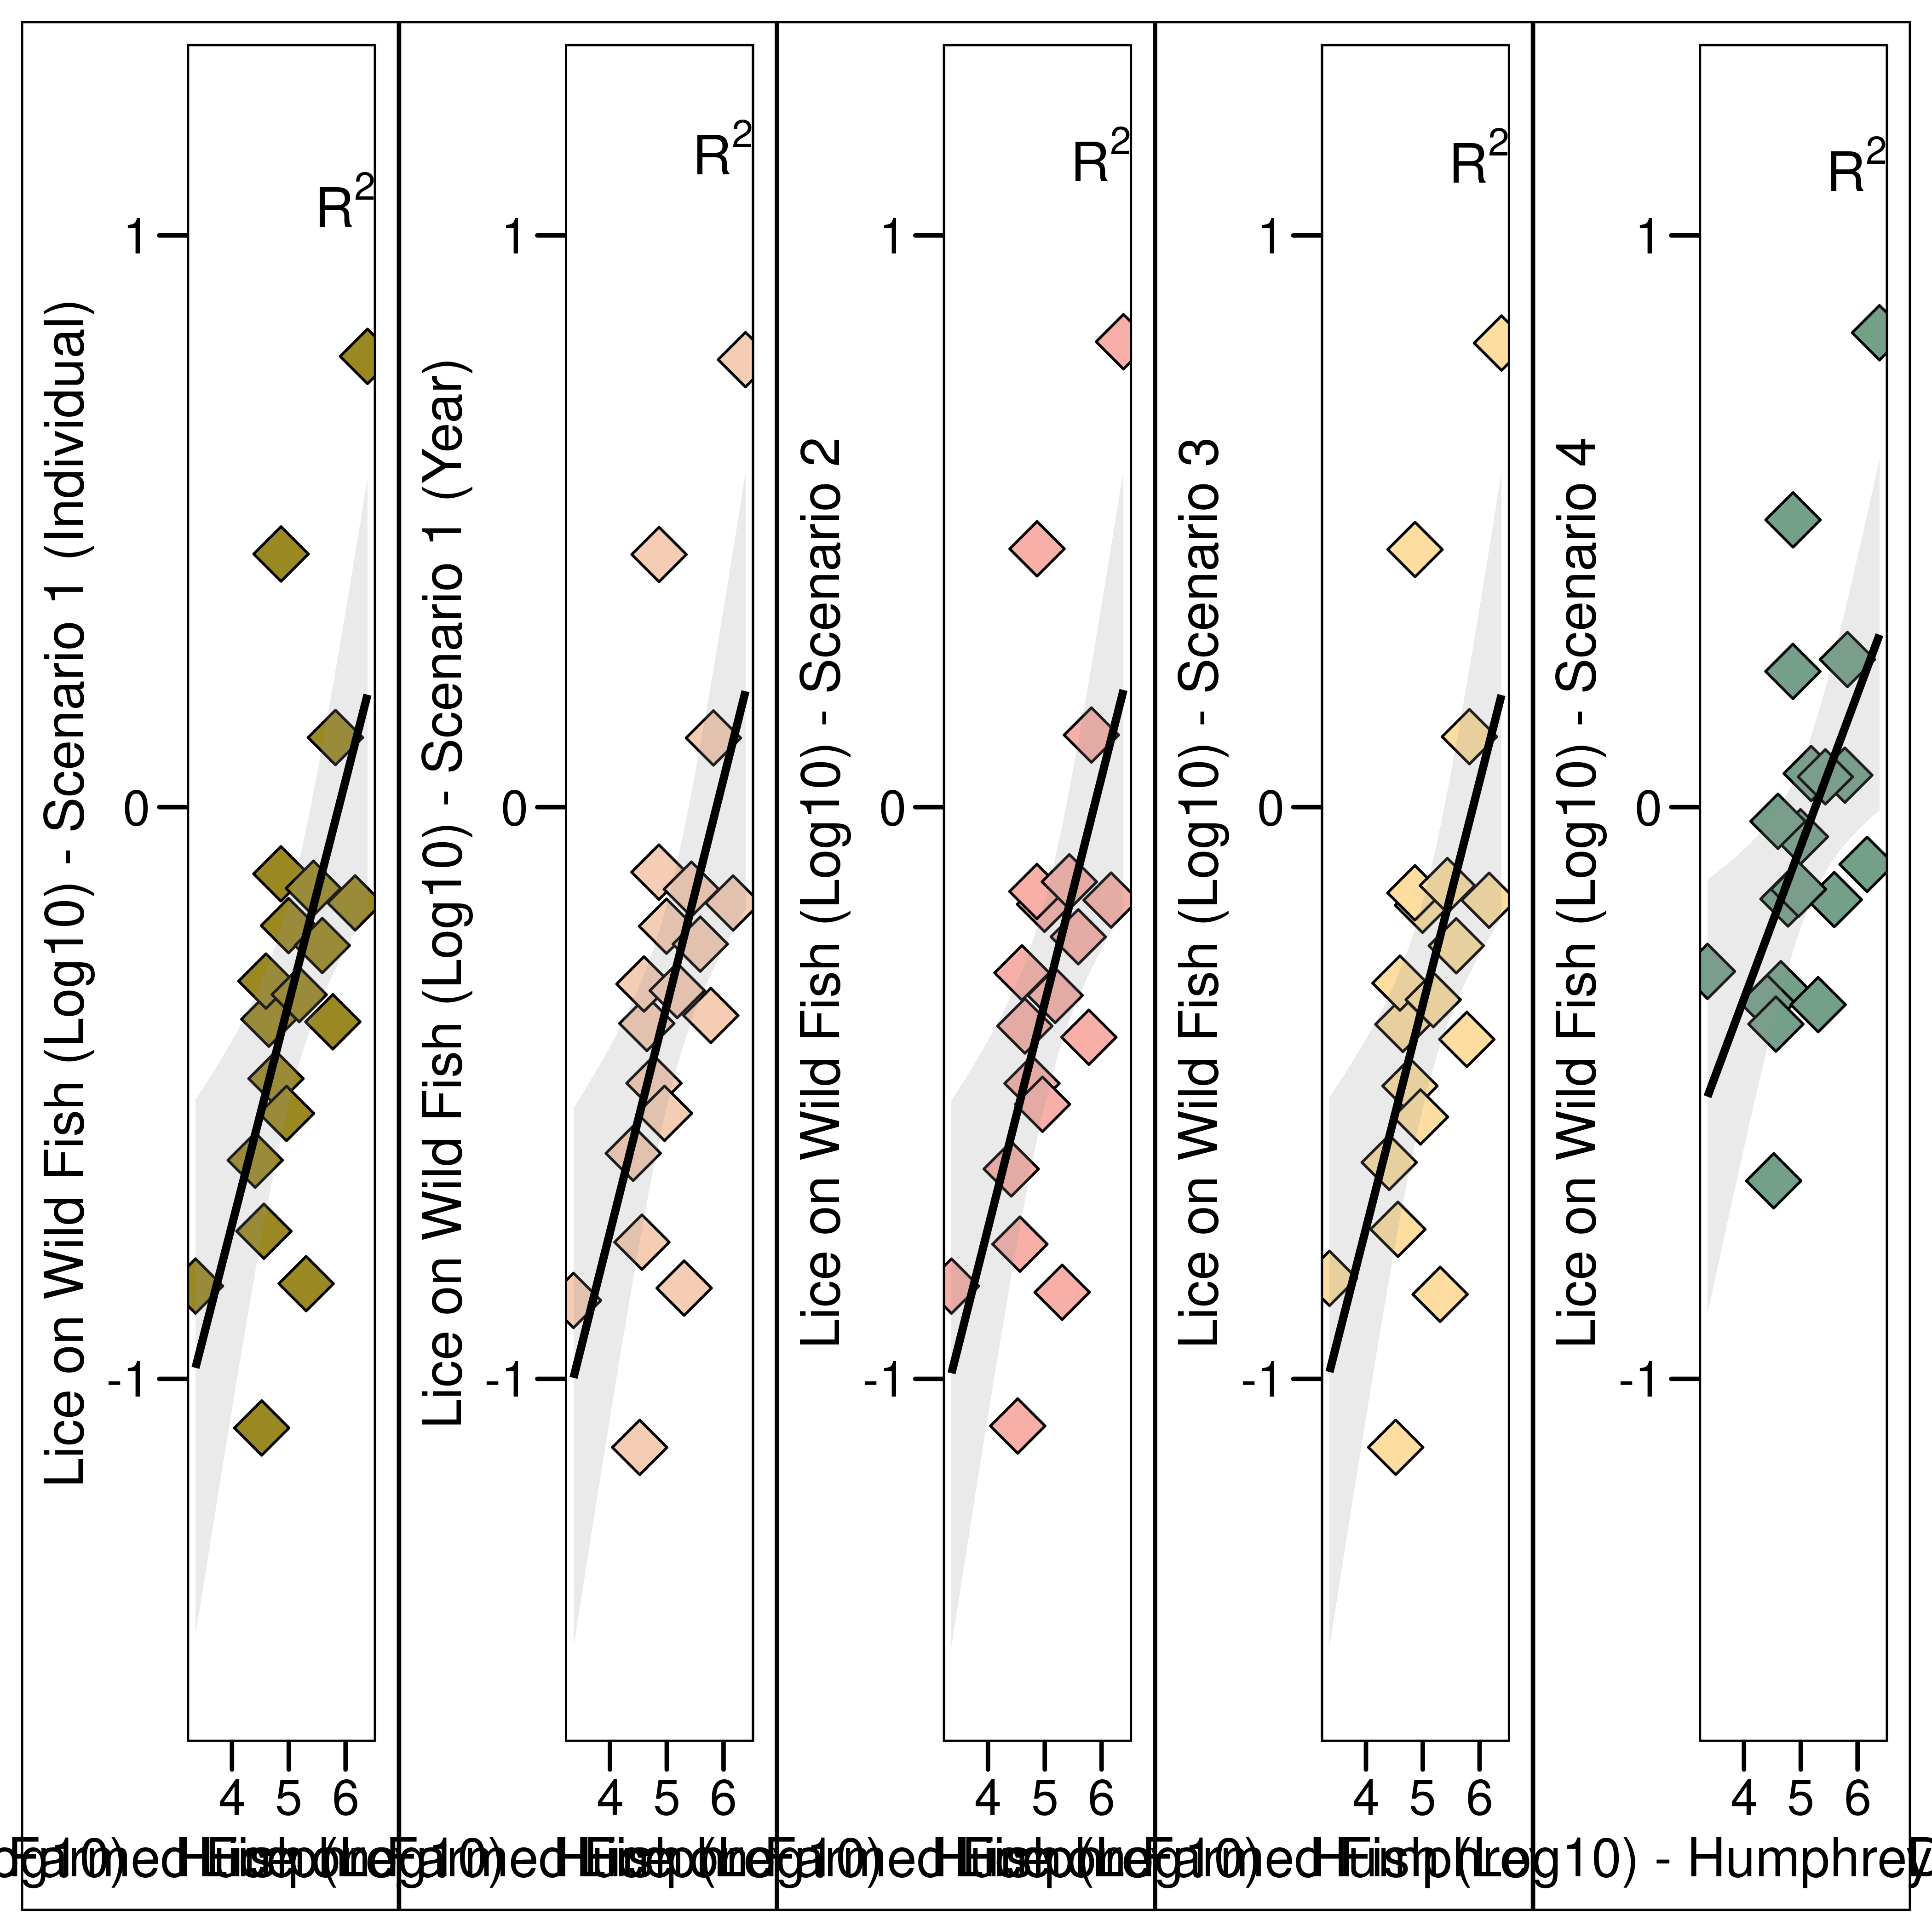 Lice on Wild Fish (Log10) - Scenario 1 (Individual)
R2
1
0
-1
4 5 6
Lice on Wild Fish (Log10) - Scenario 1 (Year)
R2
1
0
-1
4 5 6
Lice on Wild Fish (Log10) - Scenario 2
R2
1
0
-1
4 5 6
Lice on Wild Fish (Log10) - Scenario 3
R2
1
0
-1
4 5 6
Lice on Wild Fish (Log10) - Scenario 4
R2
1
0
-1
4 5 6
Farmed Fish (Log10) - Humphrey